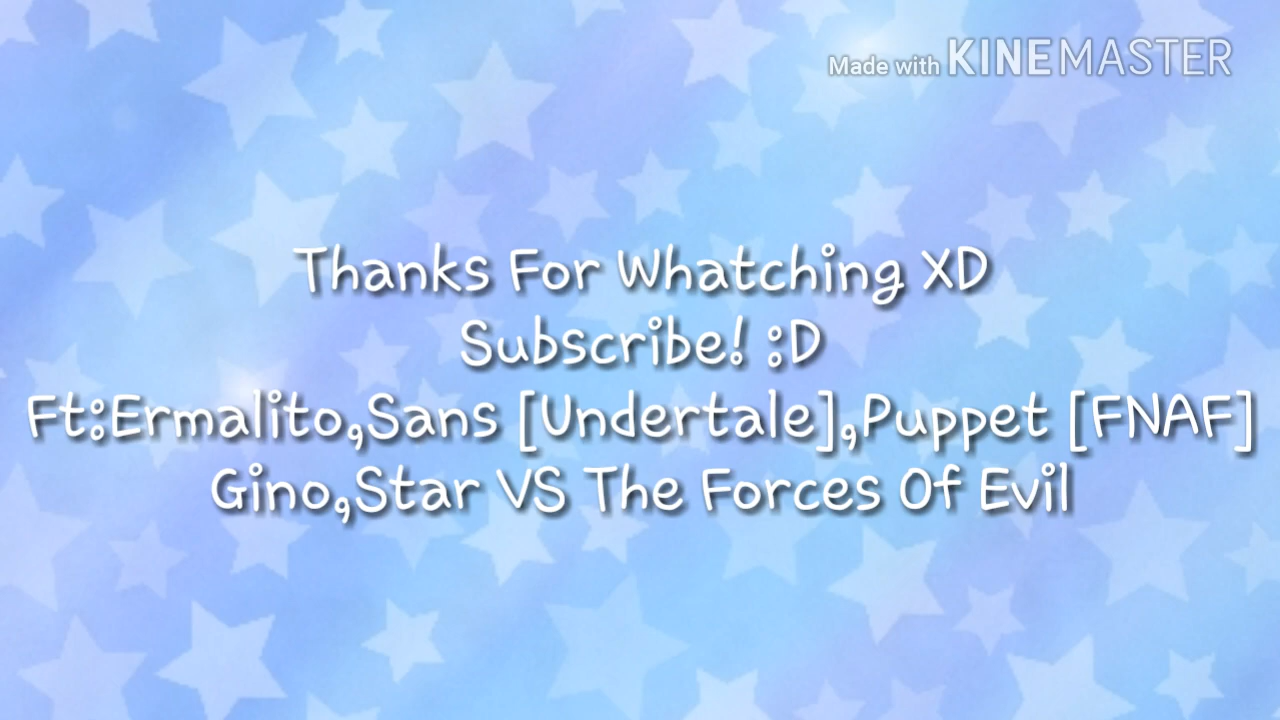 Made with KINEMASTER
Thanks For Whatching XD
Subscribe! :D
Ft:Ermalito,Sans [Undertale],Puppet [FNAF]
Gino,Star VS The Forces Of Evil